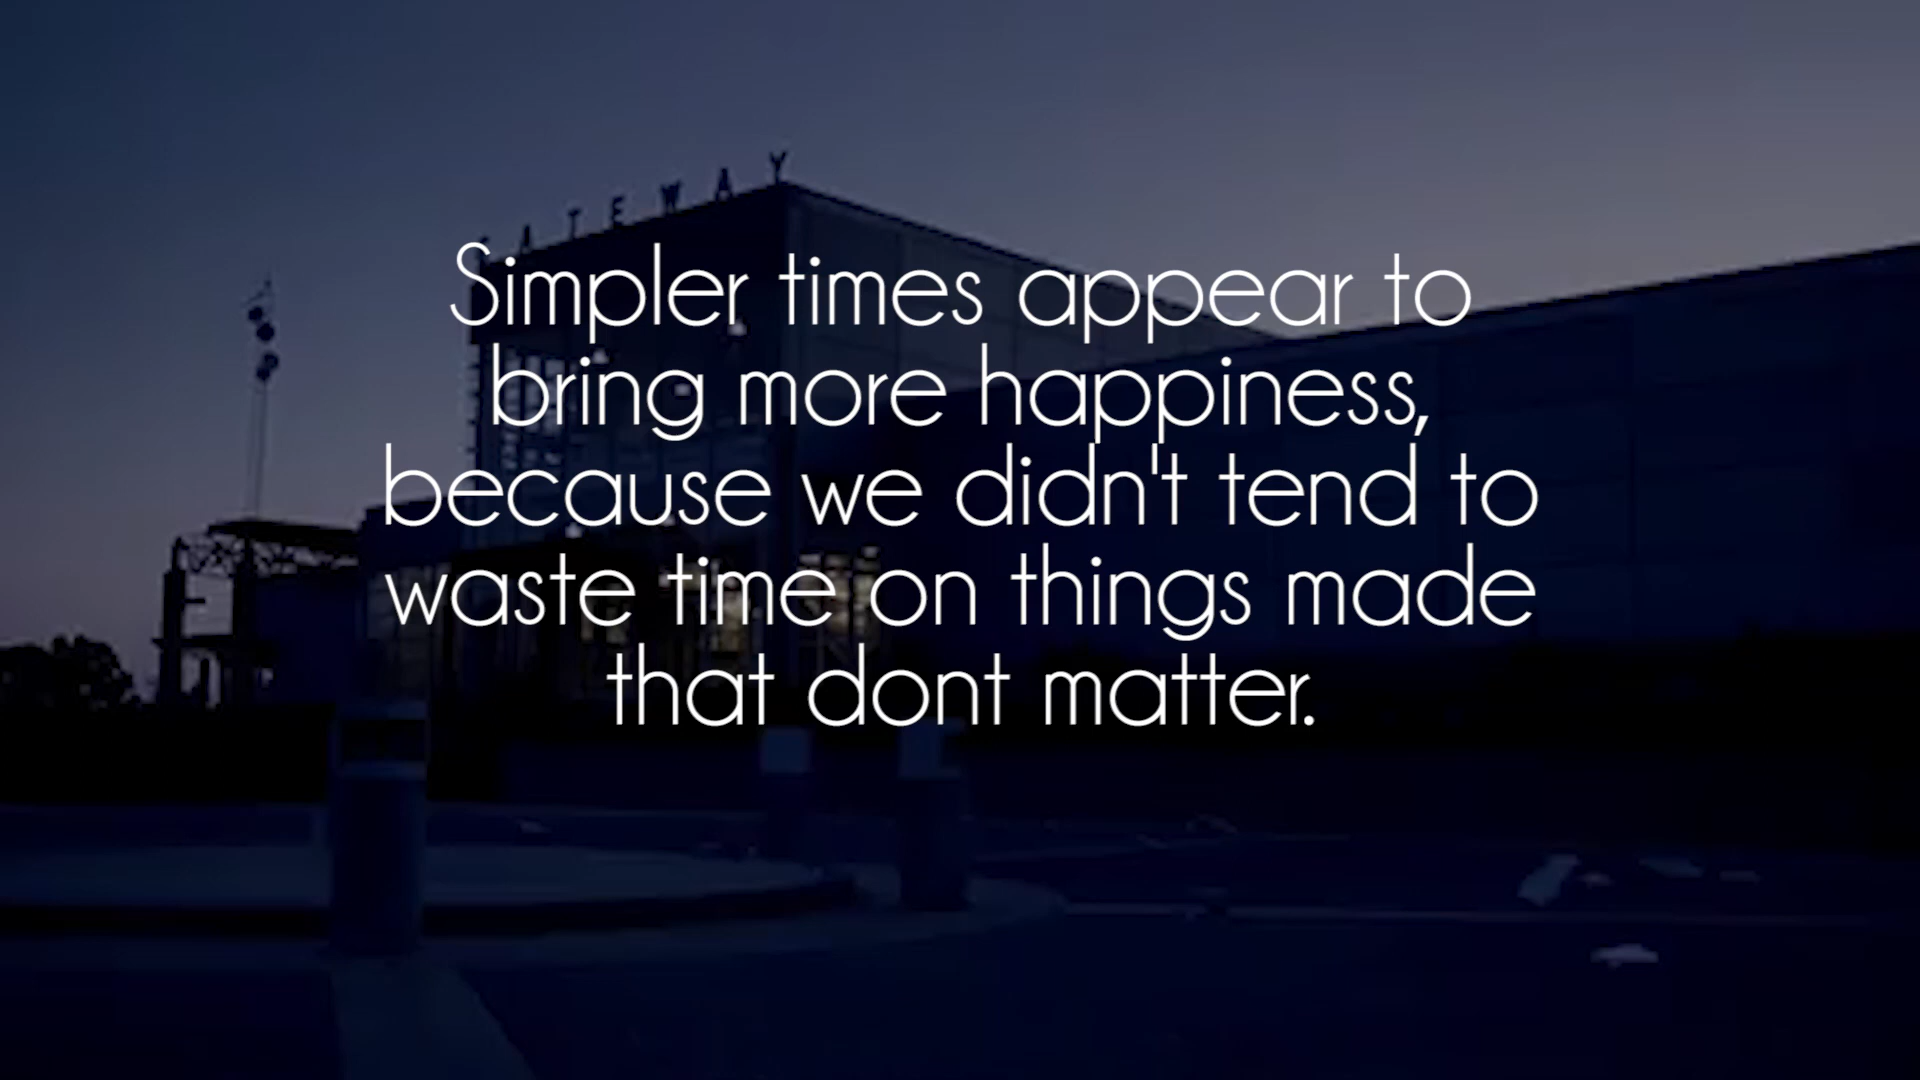 ATEWAY
Simpler times appear to
bring more happiness,
because we didn't tend to
waste time on things made
that dont matter.